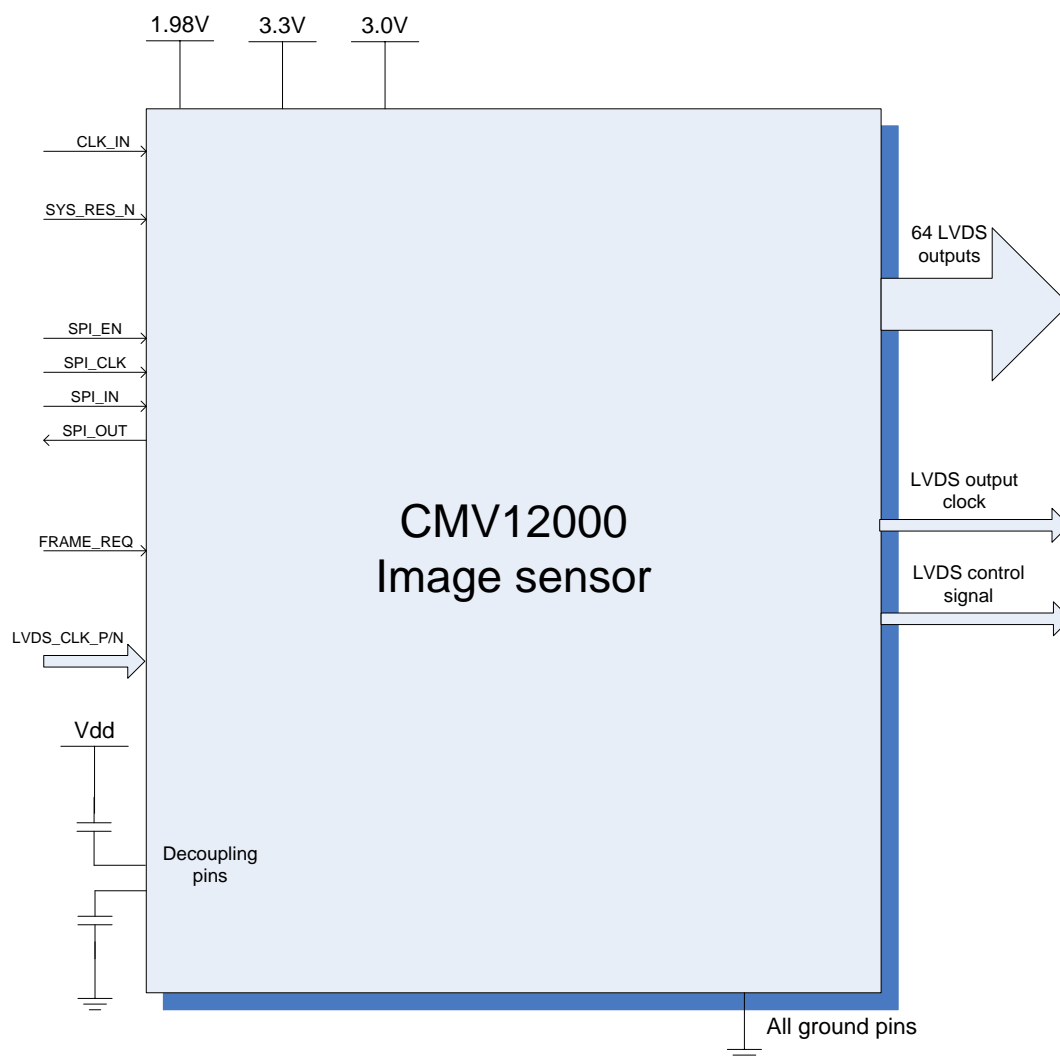 1.98V
3.3V
3.0V
CLK_IN
SYS_RES_N
64 LVDS
outputs
SPI_EN
SPI_CLK
SPI_IN
SPI_OUT
LVDS output
clock
CMV12000
Image sensor
FRAME_REQ
LVDS control
signal
LVDS_CLK_P/N
Vdd
Decoupling
pins
All ground pins